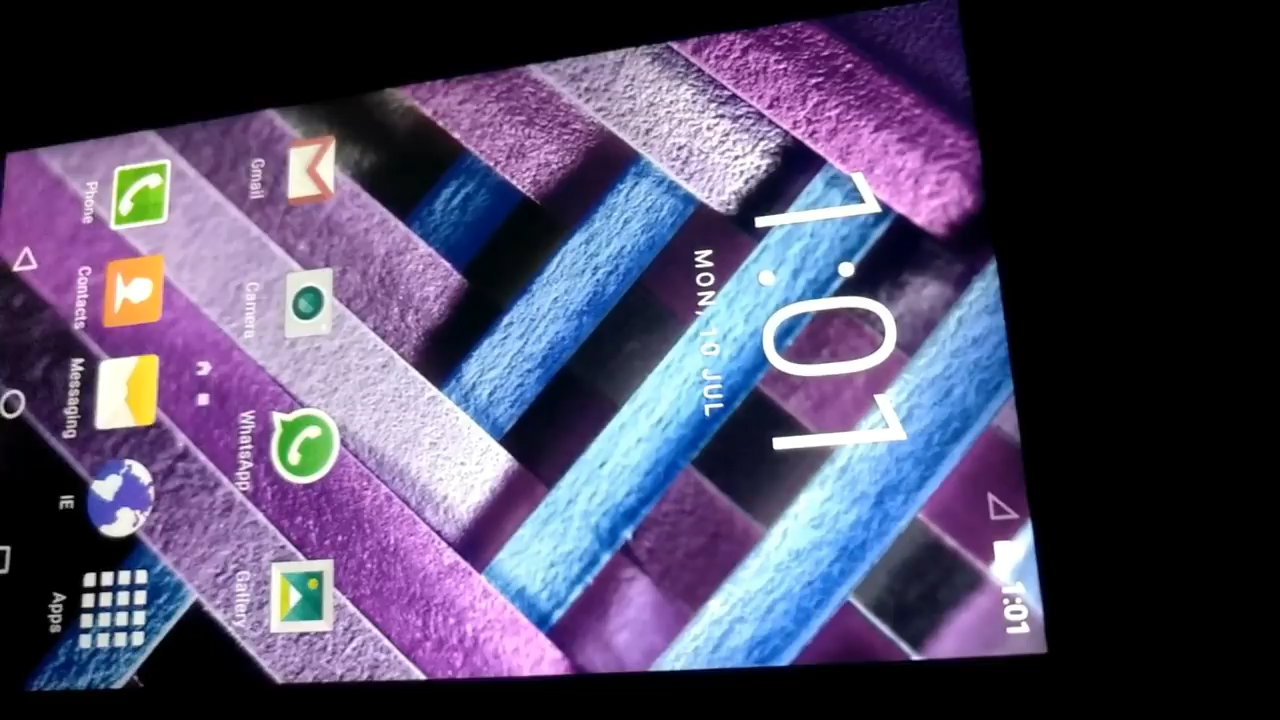 1:01
1:01
MON, 10 JUL
Gmail
Camera
WhatsApp
Gallery
Phone
Contacts
Messaging
IE
Apps